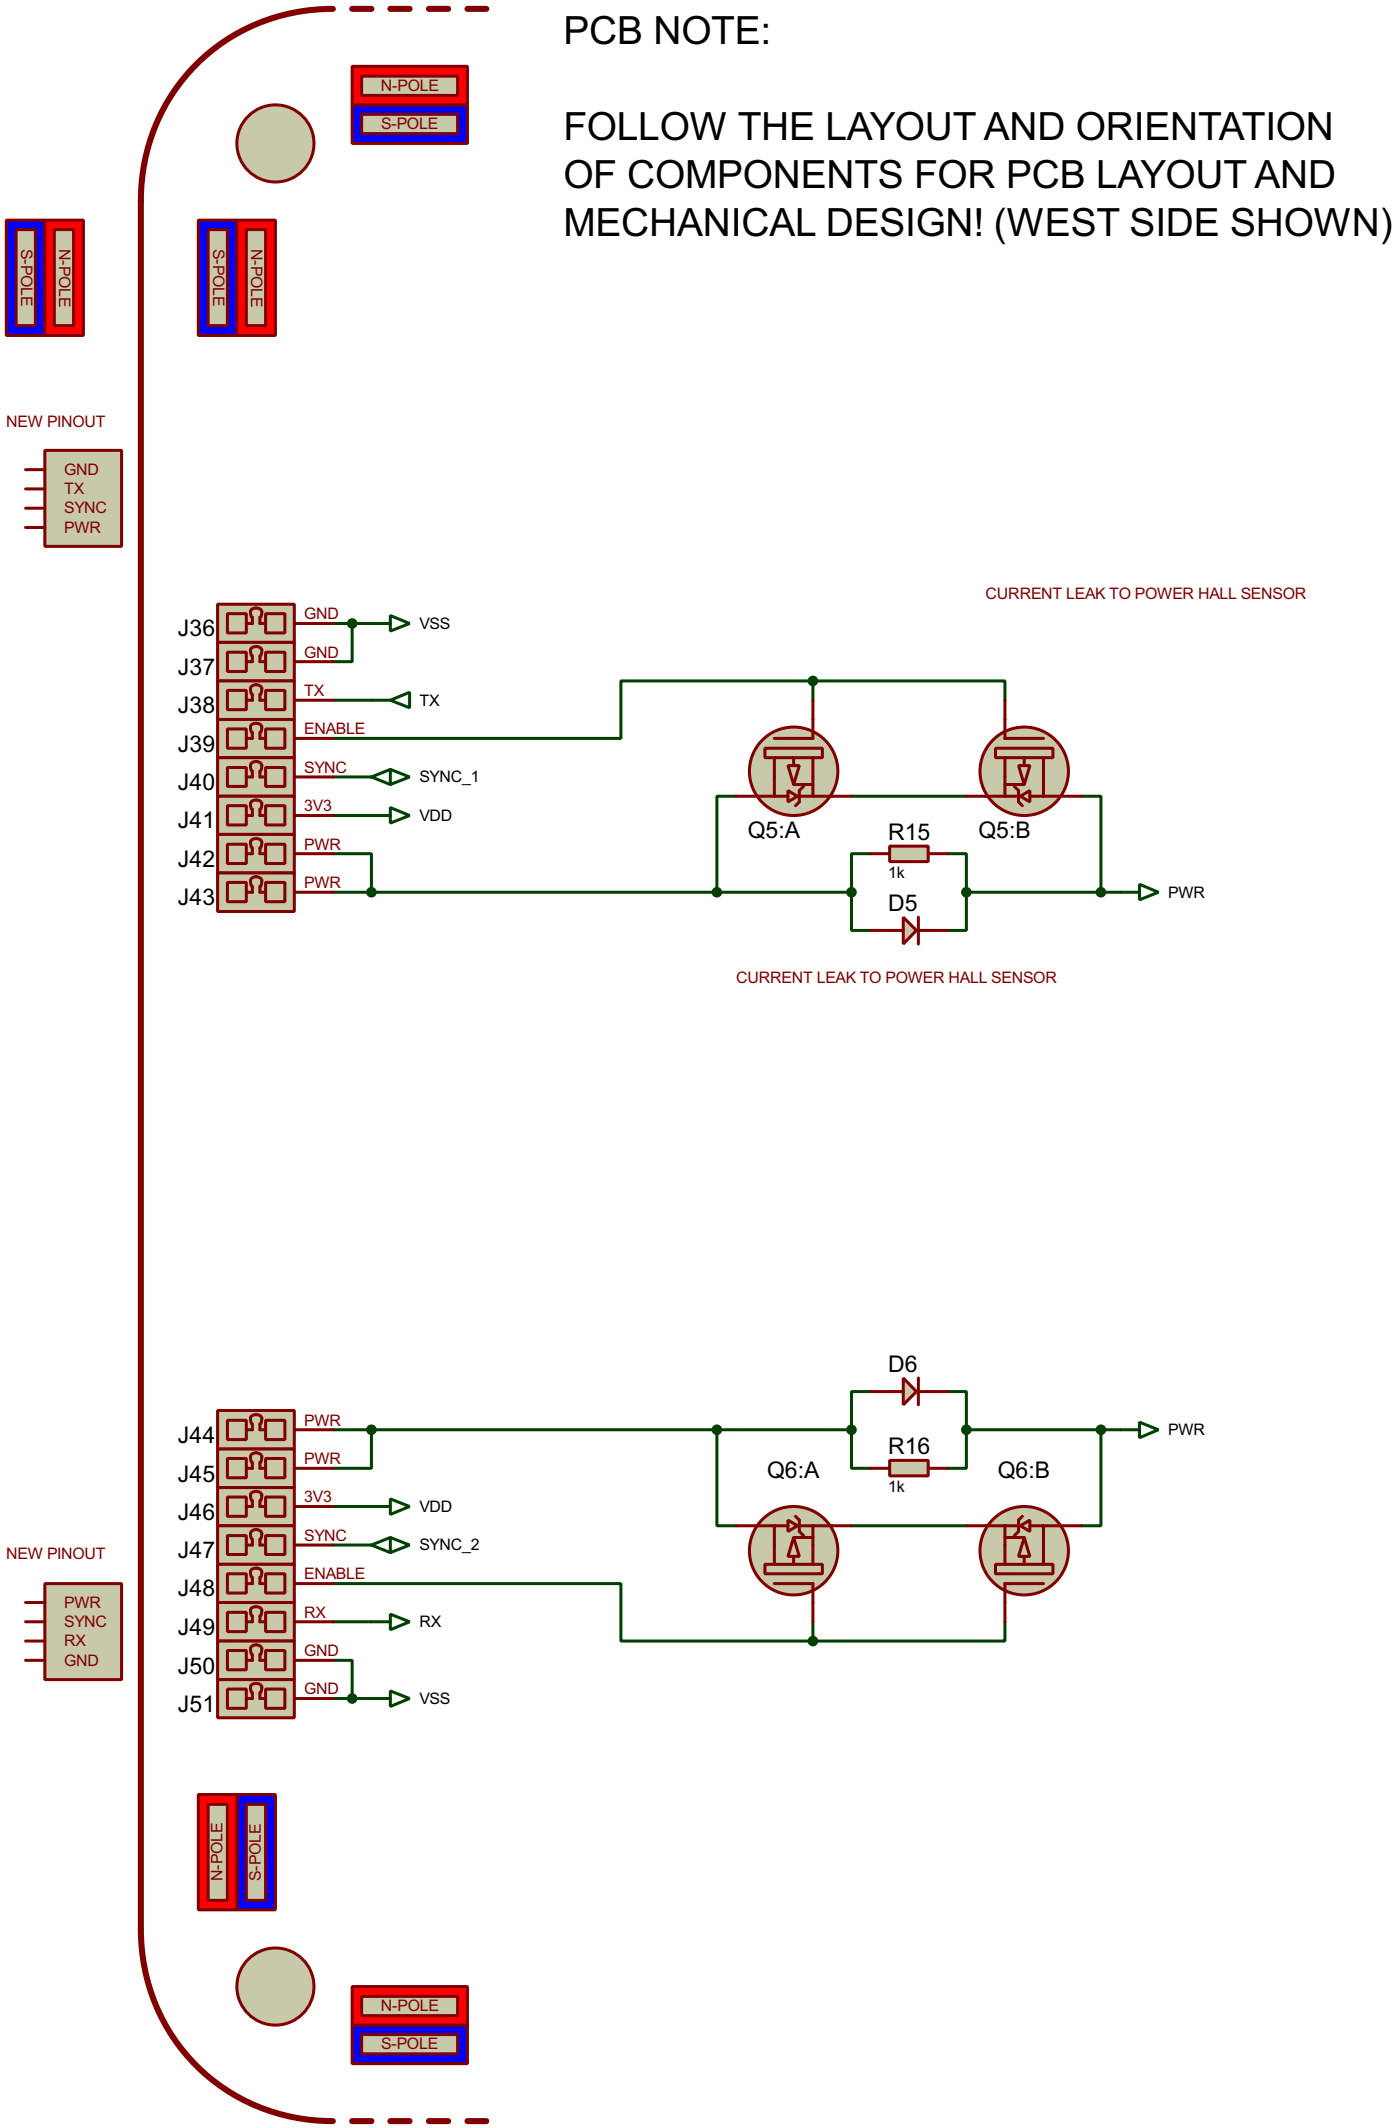 PCB NOTE:
FOLLOW THE LAYOUT AND ORIENTATION
OF COMPONENTS FOR PCB LAYOUT AND
MECHANICAL DESIGN! (WEST SIDE SHOWN)
N-POLE
S-POLE
S-POLE
N-POLE
S-POLE
N-POLE
NEW PINOUT
GND
TX
SYNC
PWR
CURRENT LEAK TO POWER HALL SENSOR
J36 GND VSS
J37 GND
J38 TX TX
J39 ENABLE
J40 SYNC SYNC_1
J41 3V3 VDD
J42 PWR
J43 PWR
Q5:A
Q5:B
R15
1k
D5
PWR
CURRENT LEAK TO POWER HALL SENSOR
D6
R16
1k
PWR
Q6:A
Q6:B
J44 PWR
J45 PWR
J46 3V3 VDD
J47 SYNC SYNC_2
J48 ENABLE
J49 RX RX
J50 GND
J51 GND VSS
NEW PINOUT
PWR
SYNC
RX
GND
N-POLE
S-POLE
N-POLE
S-POLE